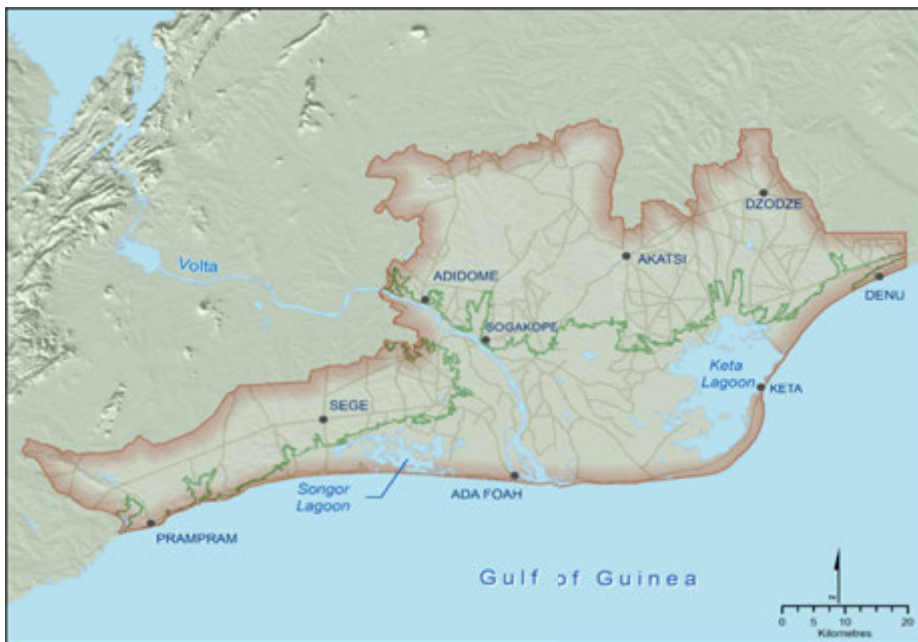 DZODZE
Volta
AKATSI
ADIDOME
DENU
SOGAKOPE
Keta
Lagoon
KETA
SEGE
Songor
Lagoon
ADA FOAH
PRAMPRAM
Gulf of Guinea
0 5 10 20
Kilometres